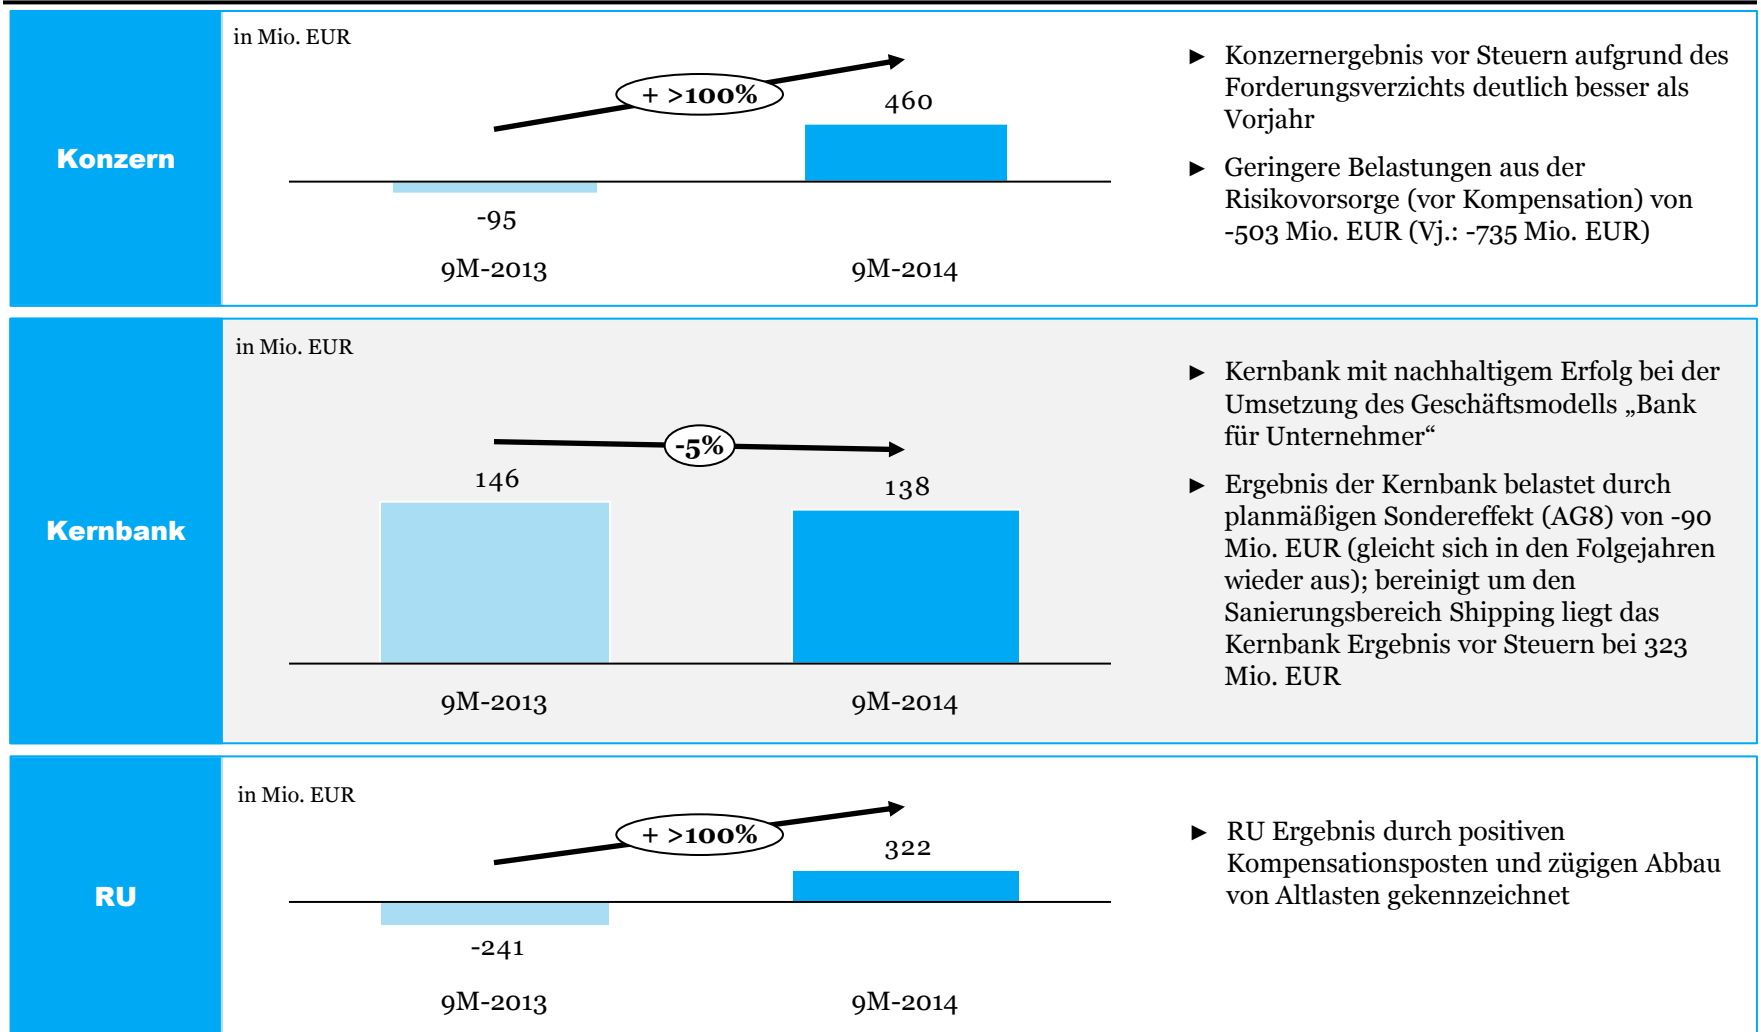 Konzern
in Mio. EUR
+ >100%
460
-95
9M-2013
9M-2014
► Konzernergebnis vor Steuern aufgrund des
Forderungsverzichts deutlich besser als
Vorjahr
► Geringere Belastungen aus der
Risikovorsorge (vor Kompensation) von
-503 Mio. EUR (Vj.: -735 Mio. EUR)
Kernbank
in Mio. EUR
-5%
146
138
9M-2013
9M-2014
► Kernbank mit nachhaltigem Erfolg bei der
Umsetzung des Geschäftsmodells „Bank
für Unternehmer“
► Ergebnis der Kernbank belastet durch
planmäßigen Sondereffekt (AG8) von -90
Mio. EUR (gleicht sich in den Folgejahren
wieder aus); bereinigt um den
Sanierungsbereich Shipping liegt das
Kernbank Ergebnis vor Steuern bei 323
Mio. EUR
RU
in Mio. EUR
+ >100%
322
-241
9M-2013
9M-2014
► RU Ergebnis durch positiven
Kompensationsposten und zügigen Abbau
von Altlasten gekennzeichnet